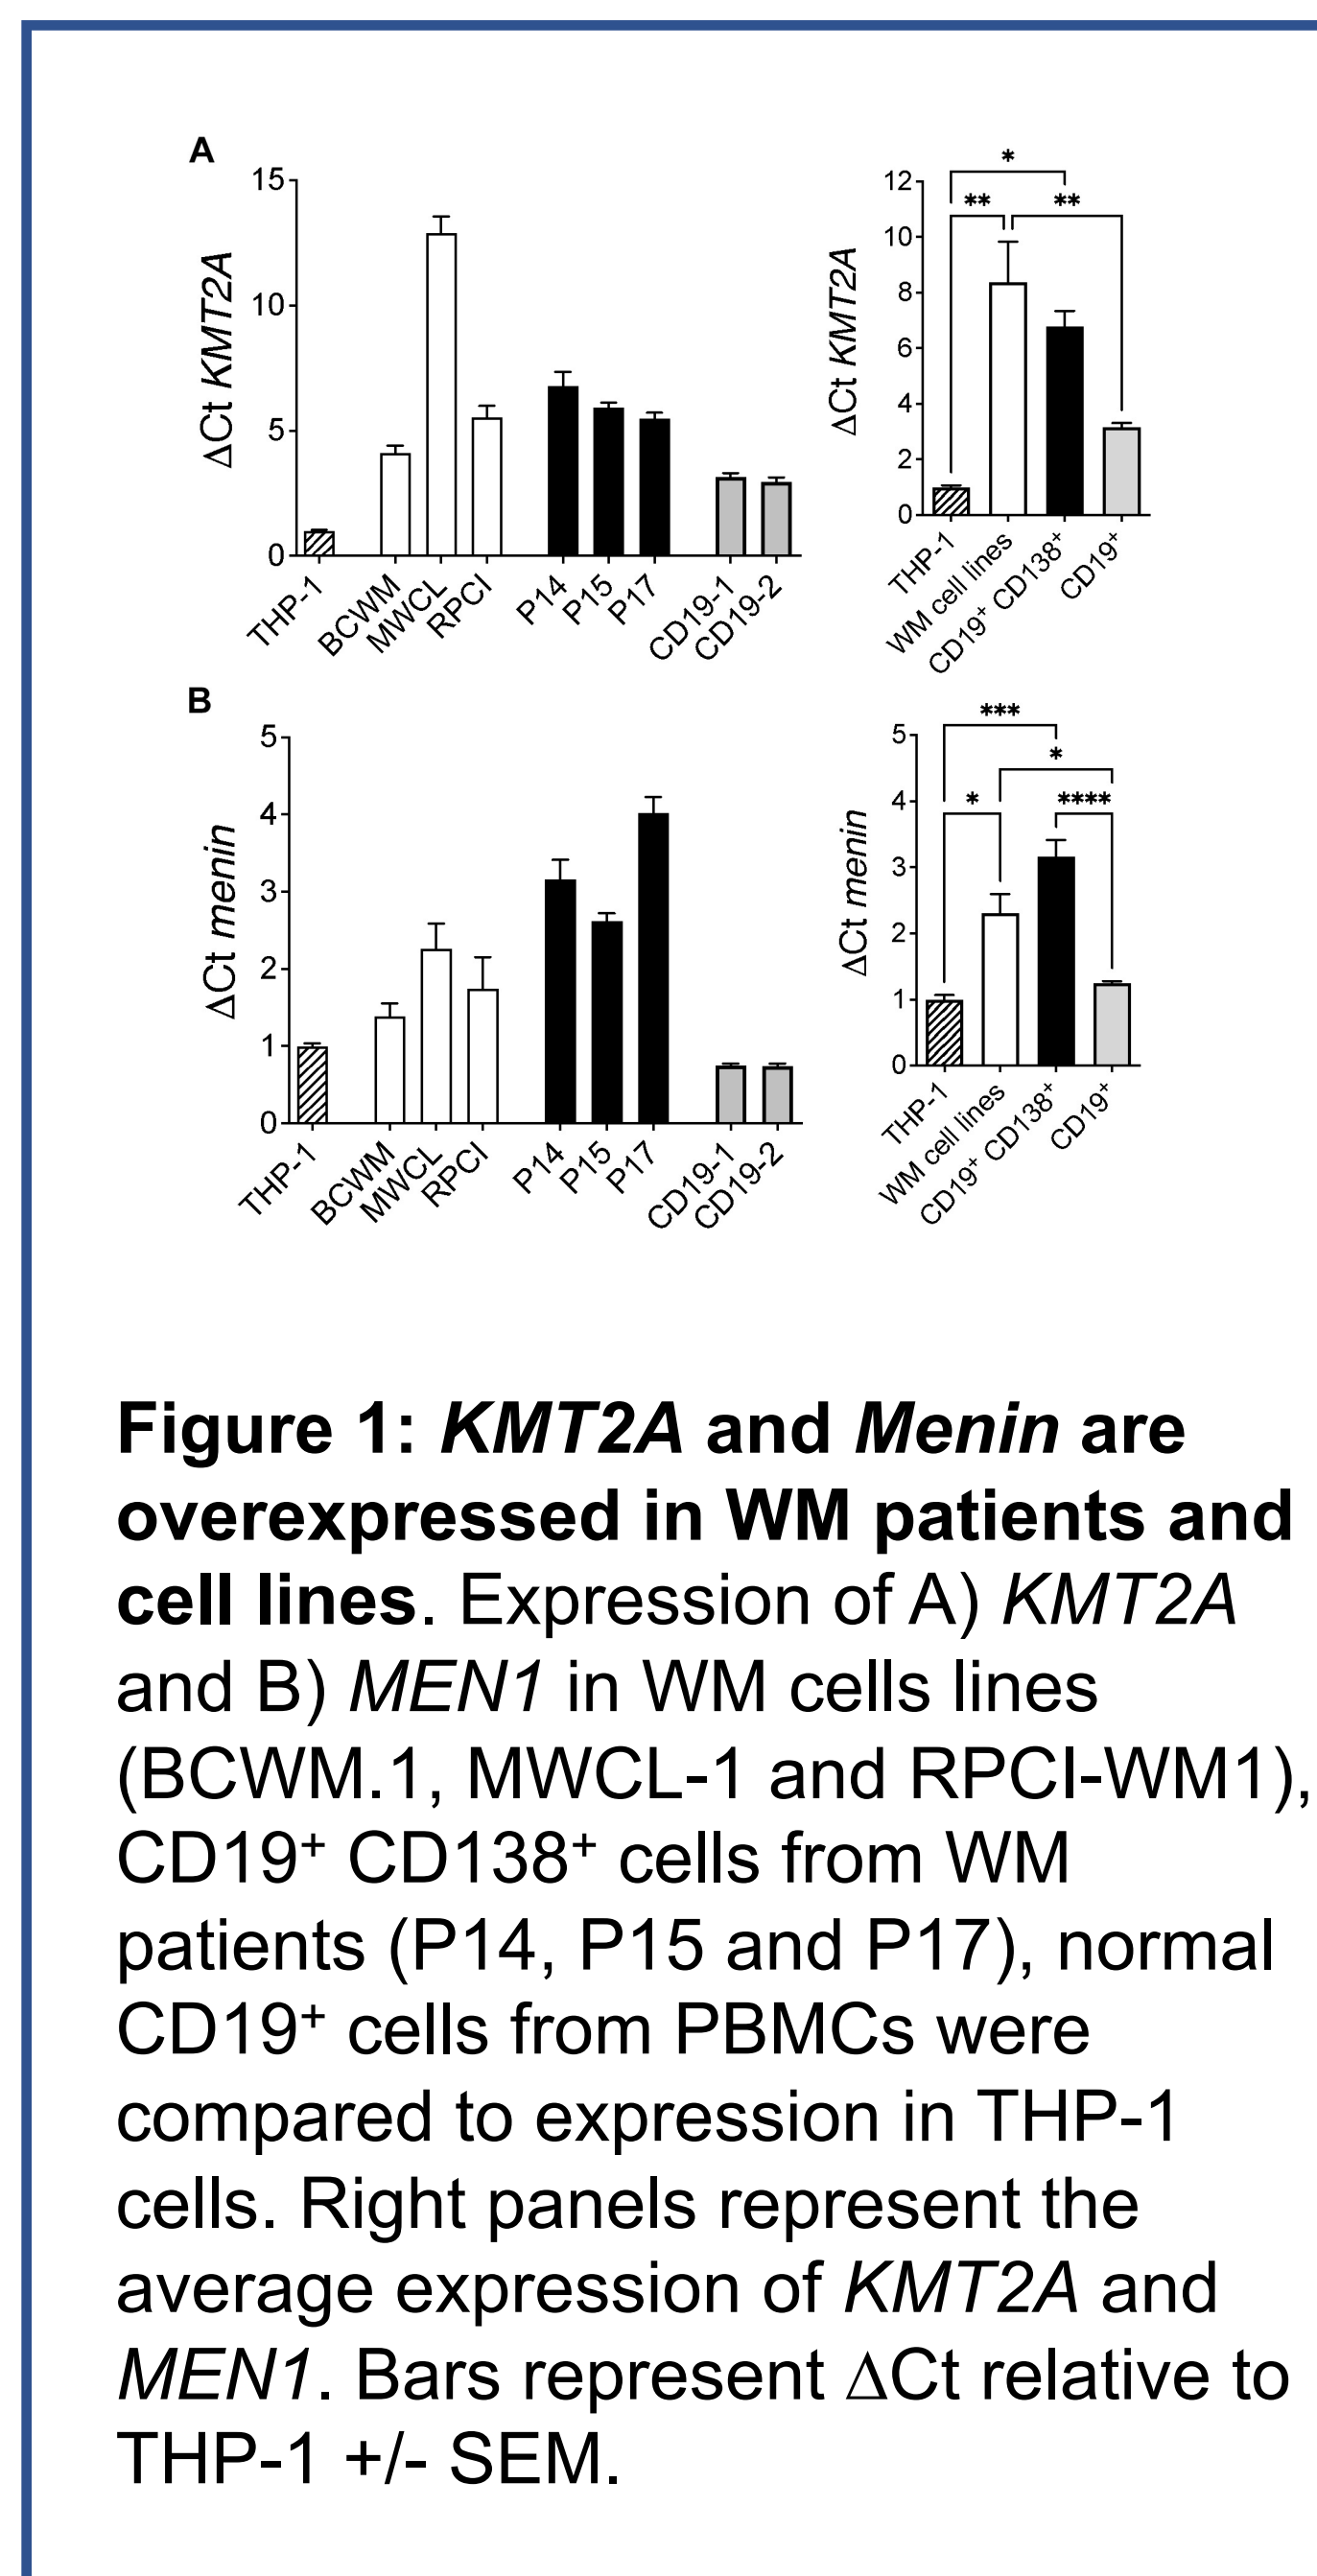 A
15
10
5
0
ΔCt KMT2A
THP-1
BCWM
MWCL
RPCI
P14
P15
P17
CD19-1
CD19-2
12
10
8
6
4
2
0
ΔCt KMT2A
*
**
**
THP-1
WM cell lines
CD19⁺ CD138⁺
CD19⁺
B
5
4
3
2
1
0
ΔCt menin
THP-1
BCWM
MWCL
RPCI
P14
P15
P17
CD19-1
CD19-2
5
4
3
2
1
0
ΔCt menin
***
*
*
****
THP-1
WM cell lines
CD19⁺ CD138⁺
CD19⁺
Figure 1: KMT2A and Menin are
overexpressed in WM patients and
cell lines. Expression of A) KMT2A
and B) MEN1 in WM cells lines
(BCWM.1, MWCL-1 and RPCI-WM1),
CD19⁺ CD138⁺ cells from WM
patients (P14, P15 and P17), normal
CD19⁺ cells from PBMCs were
compared to expression in THP-1
cells. Right panels represent the
average expression of KMT2A and
MEN1. Bars represent ΔCt relative to
THP-1 +/- SEM.